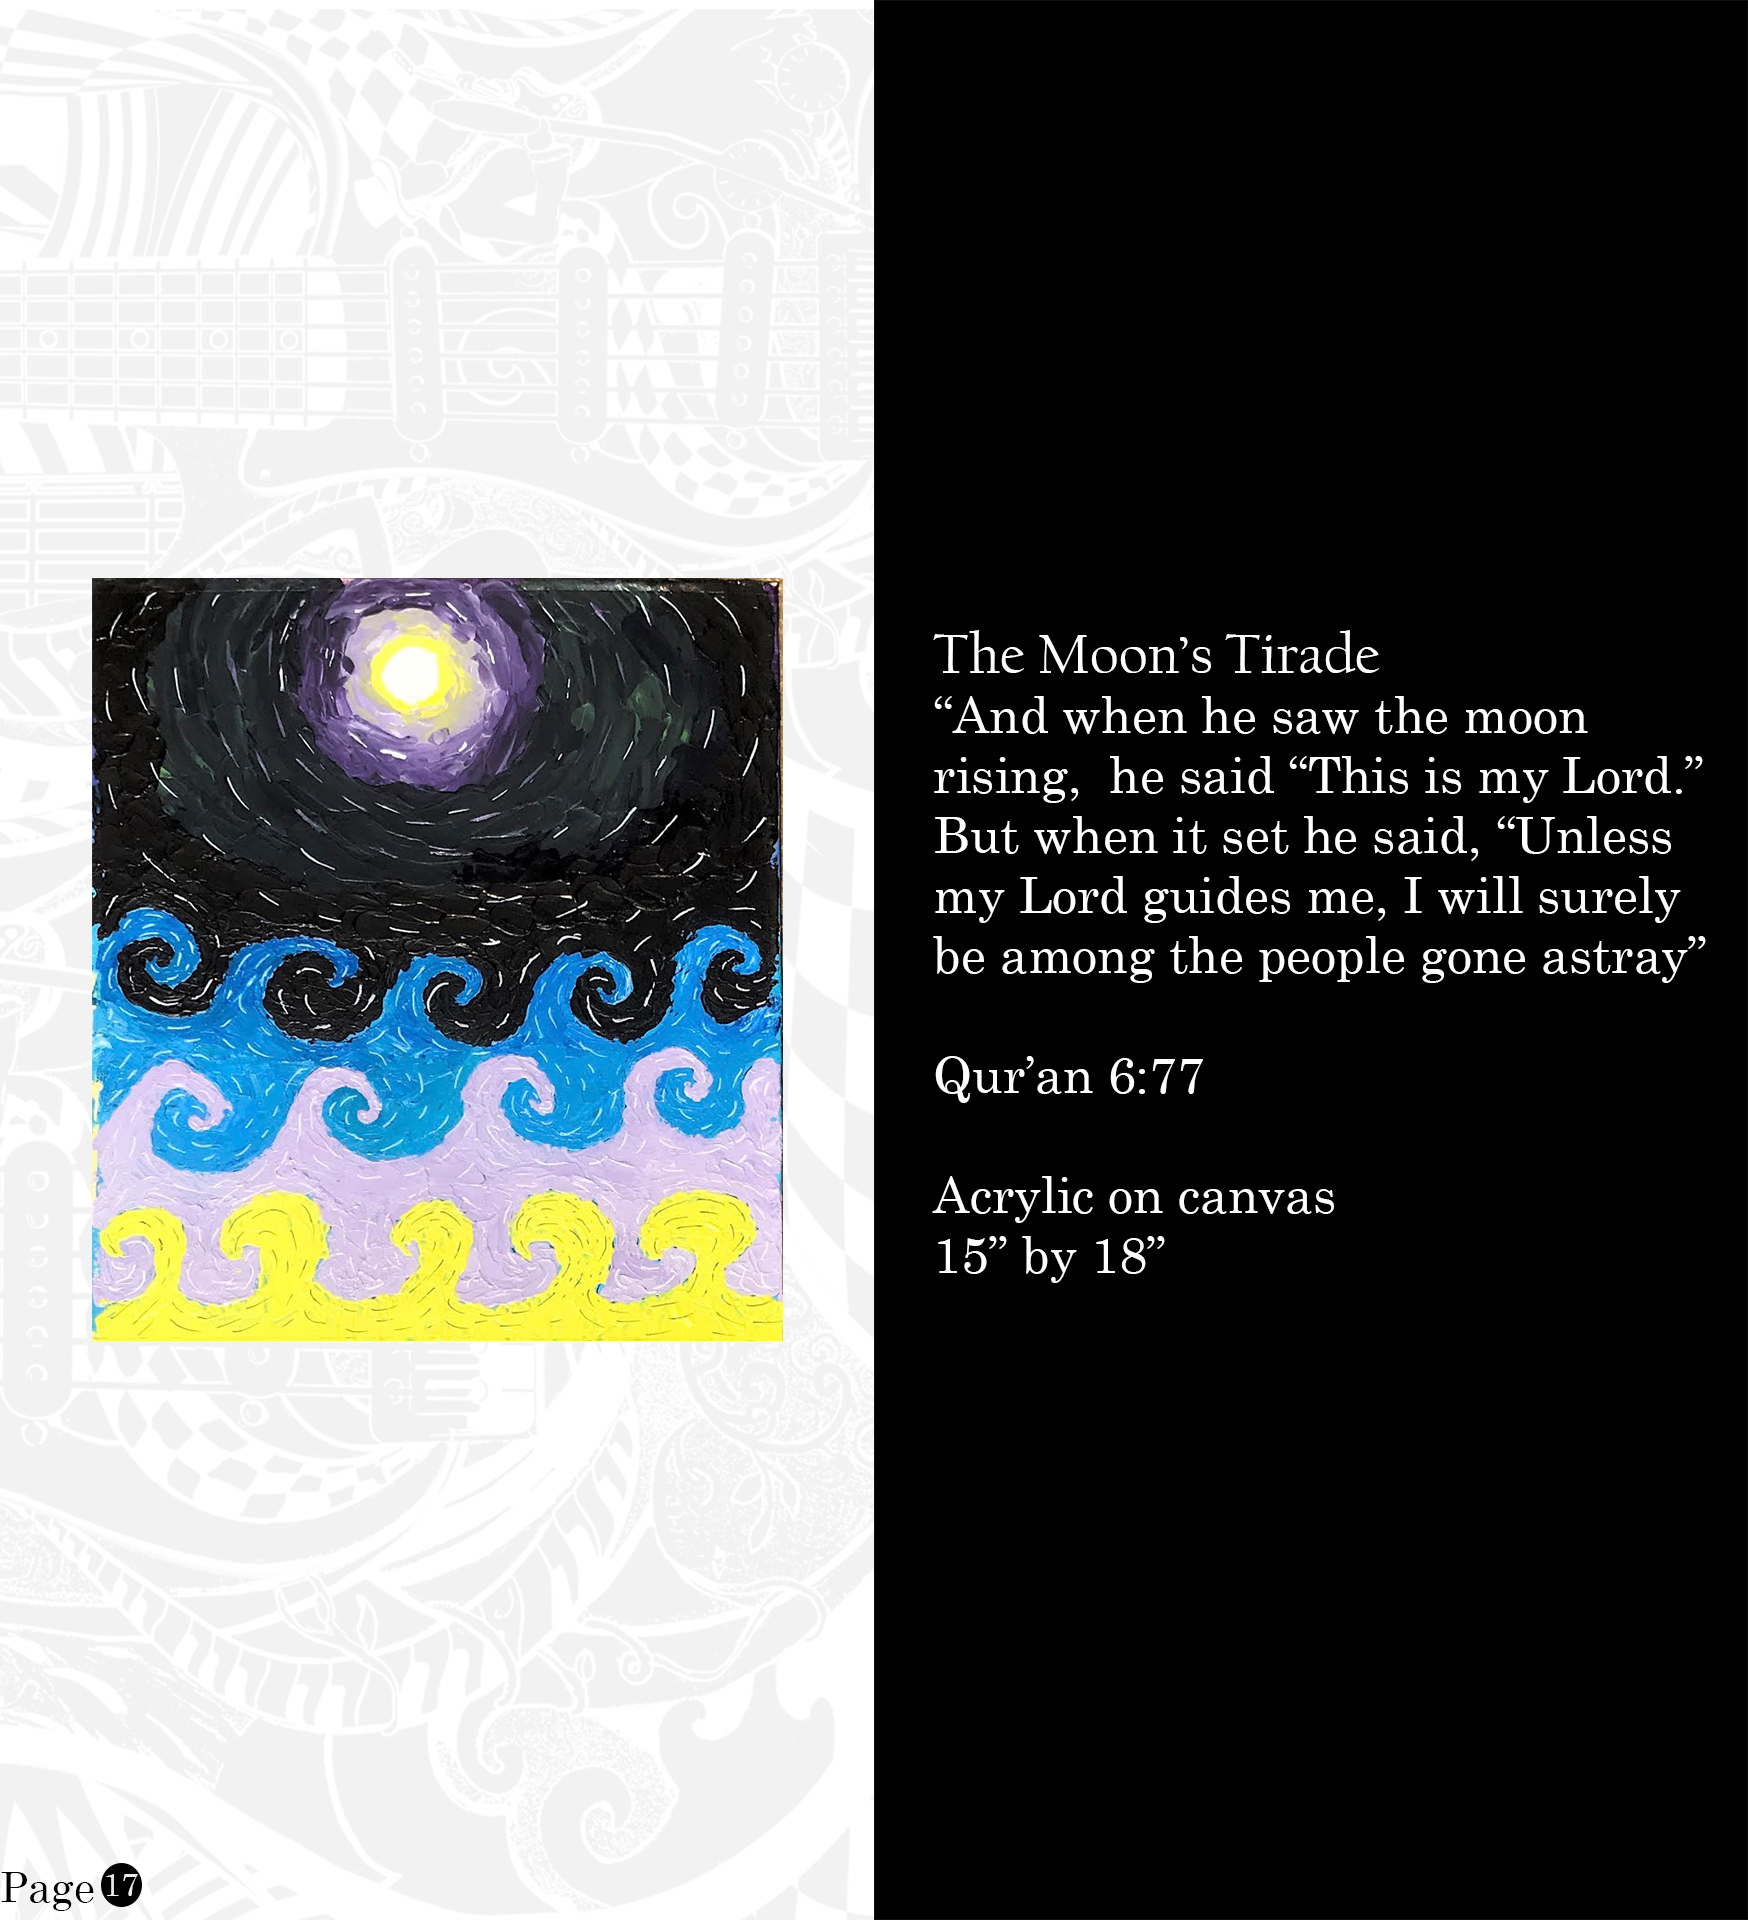 The Moon’s Tirade
“And when he saw the moon
rising,  he said “This is my Lord.”
But when it set he said, “Unless
my Lord guides me, I will surely
be among the people gone astray”
Qur’an 6:77
Acrylic on canvas
15” by 18”
Page 17